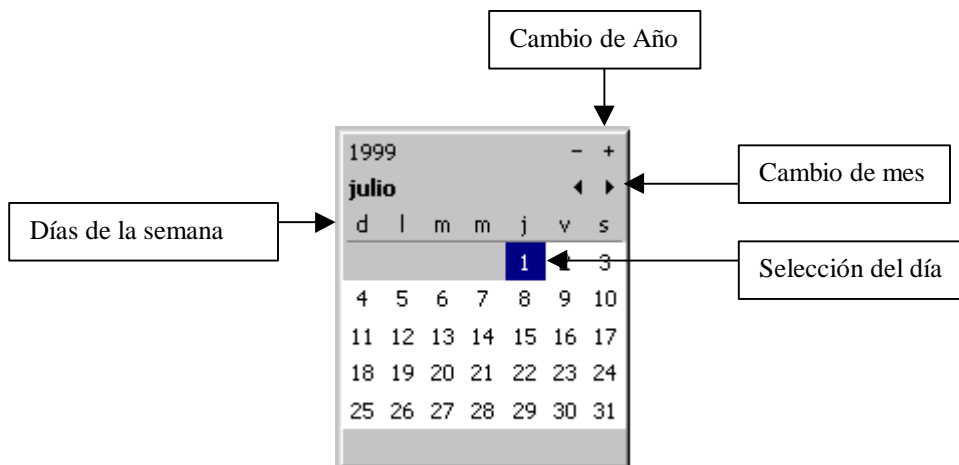 Cambio de Año
1999 - +
julio
Cambio de mes
Días de la semana
d l m m j v s
1 2 3
Selección del día
4 5 6 7 8 9 10
11 12 13 14 15 16 17
18 19 20 21 22 23 24
25 26 27 28 29 30 31